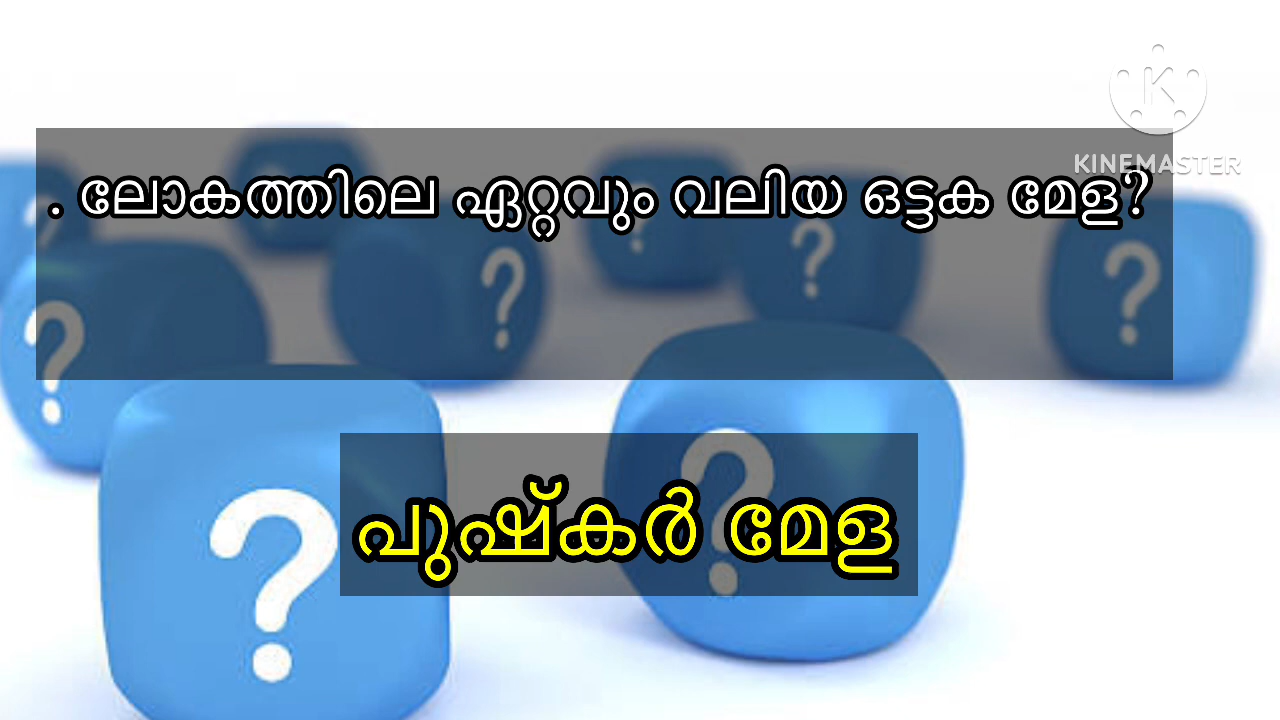 . ലോകത്തിലെ ഏറ്റവും വലിയ ഒട്ടക മേള?
പുഷ്കർ മേള
K
KINEMASTER
? ? ? ? ? ? ? ?